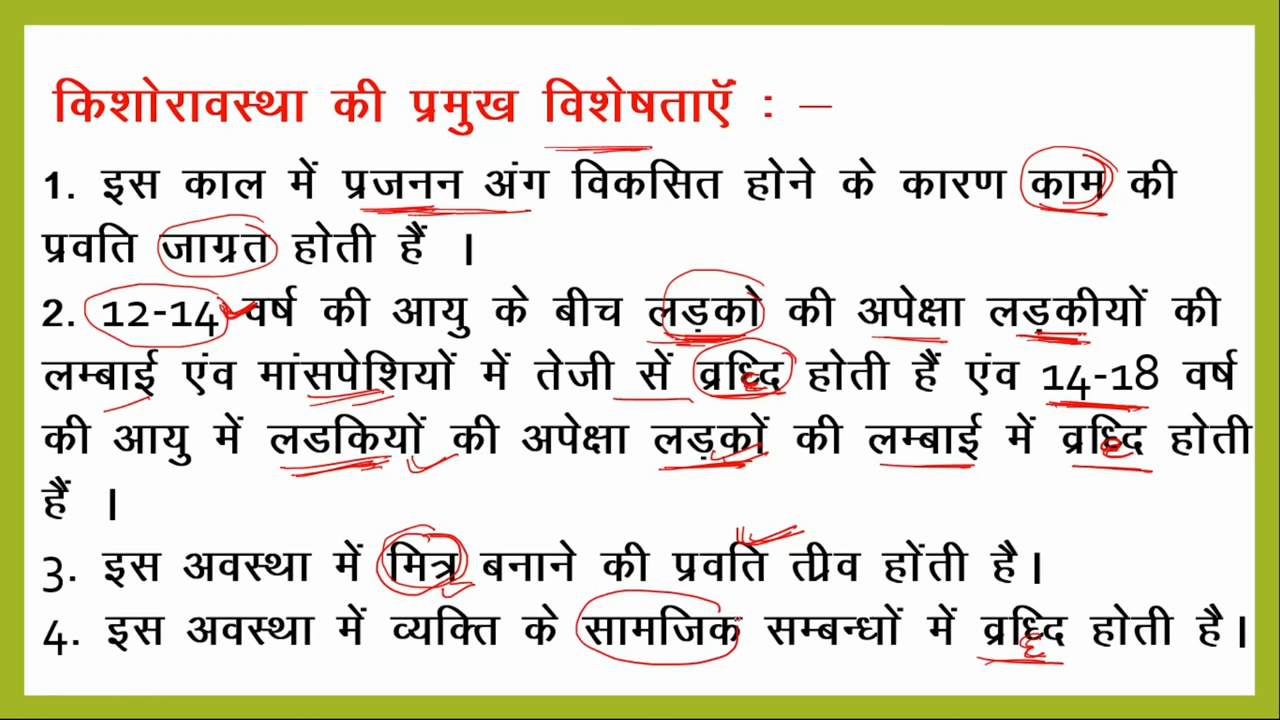 किशोरावस्था की प्रमुख विशेषताएँ : –
1. इस काल में प्रजनन अंग विकसित होने के कारण काम की
प्रवति जाग्रत होती हैं ।
2. 12-14 वर्ष की आयु के बीच लड़को की अपेक्षा लड़कीयों की
लम्बाई एंव मांसपेशियों में तेजी सें व्रध्दि होती हैं एंव 14-18 वर्ष
की आयु में लडकियों की अपेक्षा लड़कों की लम्बाई में व्रध्दि होती
हैं ।
3. इस अवस्था में मित्र बनाने की प्रवति तीव्र होंती है।
4. इस अवस्था में व्यक्ति के सामजिक सम्बन्धों में व्रध्दि होती है।